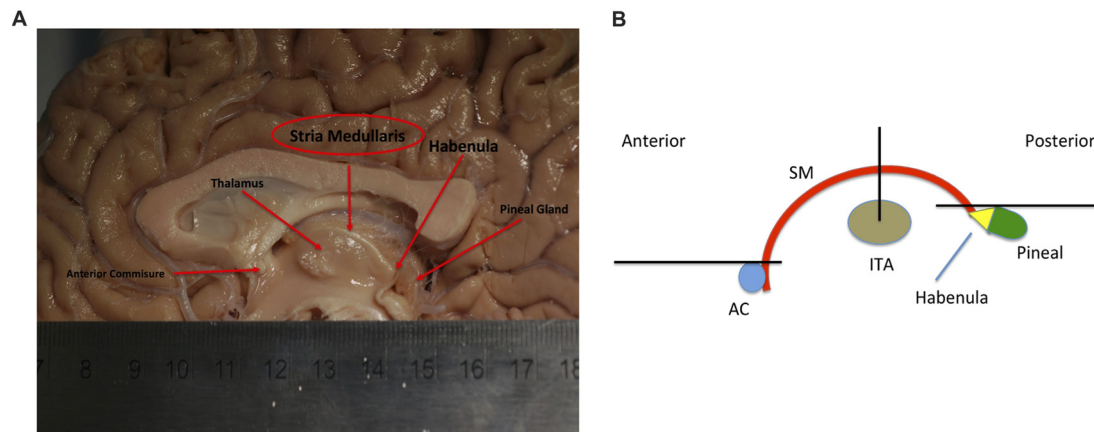 A
B
Stria Medullaris
Habenula
Thalamus
Pineal Gland
Anterior Commisure
7 8 9 10 11 12 13 14 15 16 17 18
Anterior
Posterior
SM
ITA
Pineal
Habenula
AC